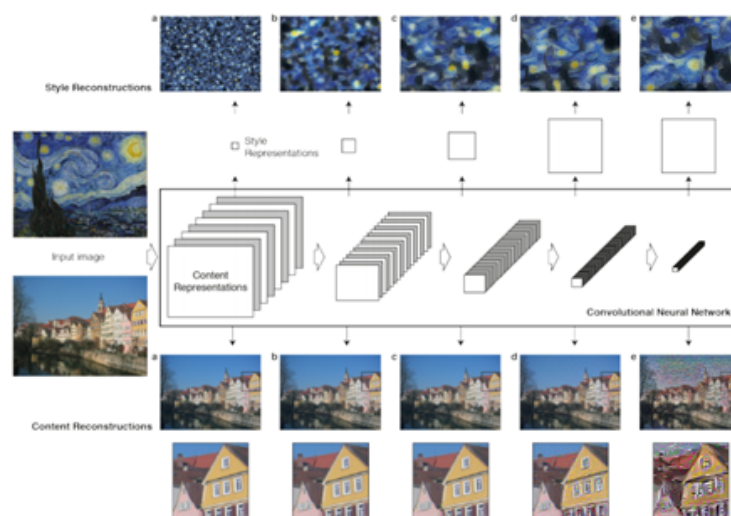 a b c d e
Style Reconstructions
Style
Representations
Input image
Content
Representations
Convolutional Neural Network
a b c d e
Content Reconstructions